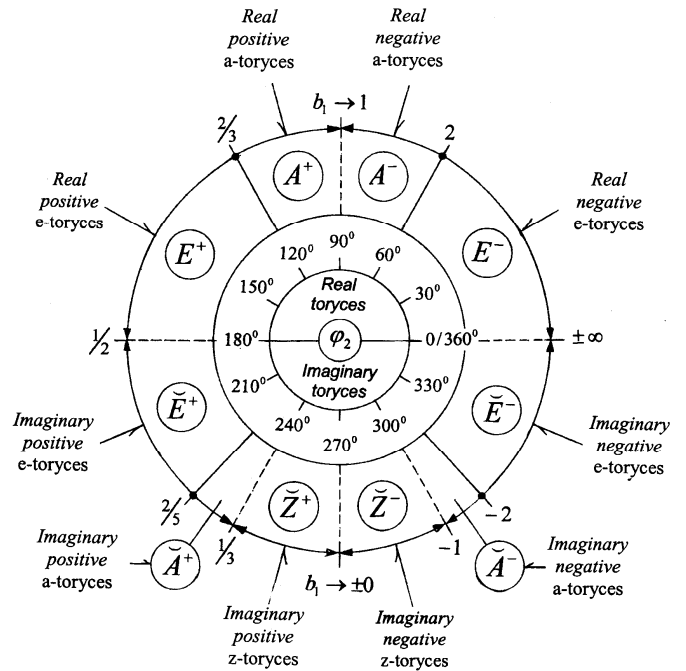 Real
positive
a-toryces
Real
negative
a-toryces
b₁ → 1
2/3
2
A⁺
A⁻
Real
positive
e-toryces
Real
negative
e-toryces
E⁺
E⁻
90⁰
120⁰
60⁰
150⁰
30⁰
Real
toryces
1/2
180⁰
φ₂
0/360⁰
±∞
Imaginary
toryces
210⁰
330⁰
240⁰
300⁰
270⁰
Ĕ⁺
Ĕ⁻
Imaginary
positive
e-toryces
Imaginary
negative
e-toryces
2/5
-2
Z̆⁺
Z̆⁻
1/3
-1
Imaginary
positive
a-toryces
Ă⁺
Ă⁻
Imaginary
negative
a-toryces
b₁ → ±0
Imaginary
positive
z-toryces
Imaginary
negative
z-toryces